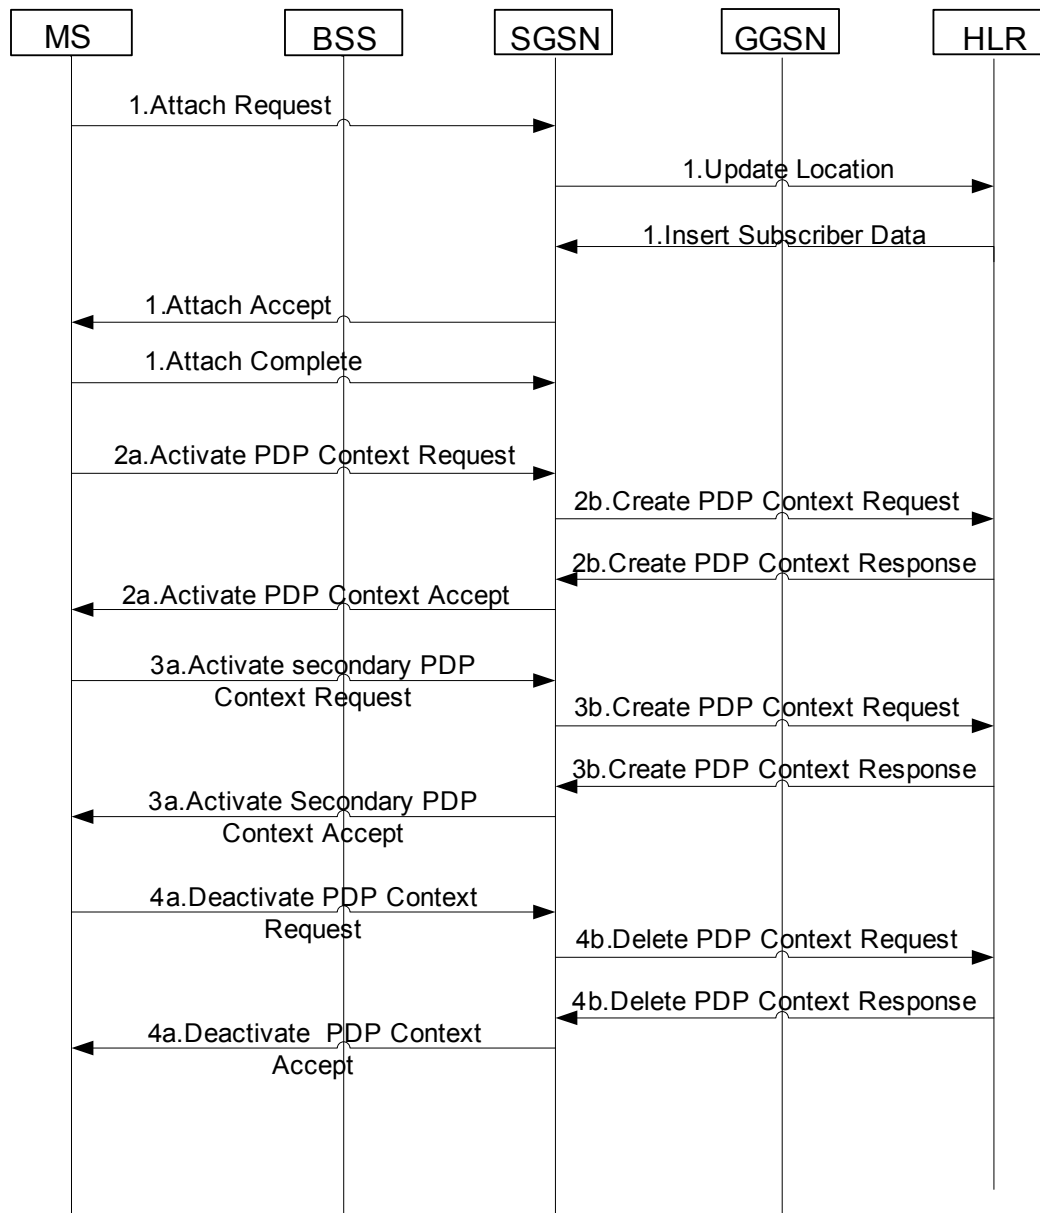 MS
BSS
SGSN
GGSN
HLR
1.Attach Request
1.Update Location
1.Insert Subscriber Data
1.Attach Accept
1.Attach Complete
2a.Activate PDP Context Request
2b.Create PDP Context Request
2b.Create PDP Context Response
2a.Activate PDP Context Accept
3a.Activate secondary PDP
Context Request
3b.Create PDP Context Request
3b.Create PDP Context Response
3a.Activate Secondary PDP
Context Accept
4a.Deactivate PDP Context
Request
4b.Delete PDP Context Request
4b.Delete PDP Context Response
4a.Deactivate PDP Context
Accept